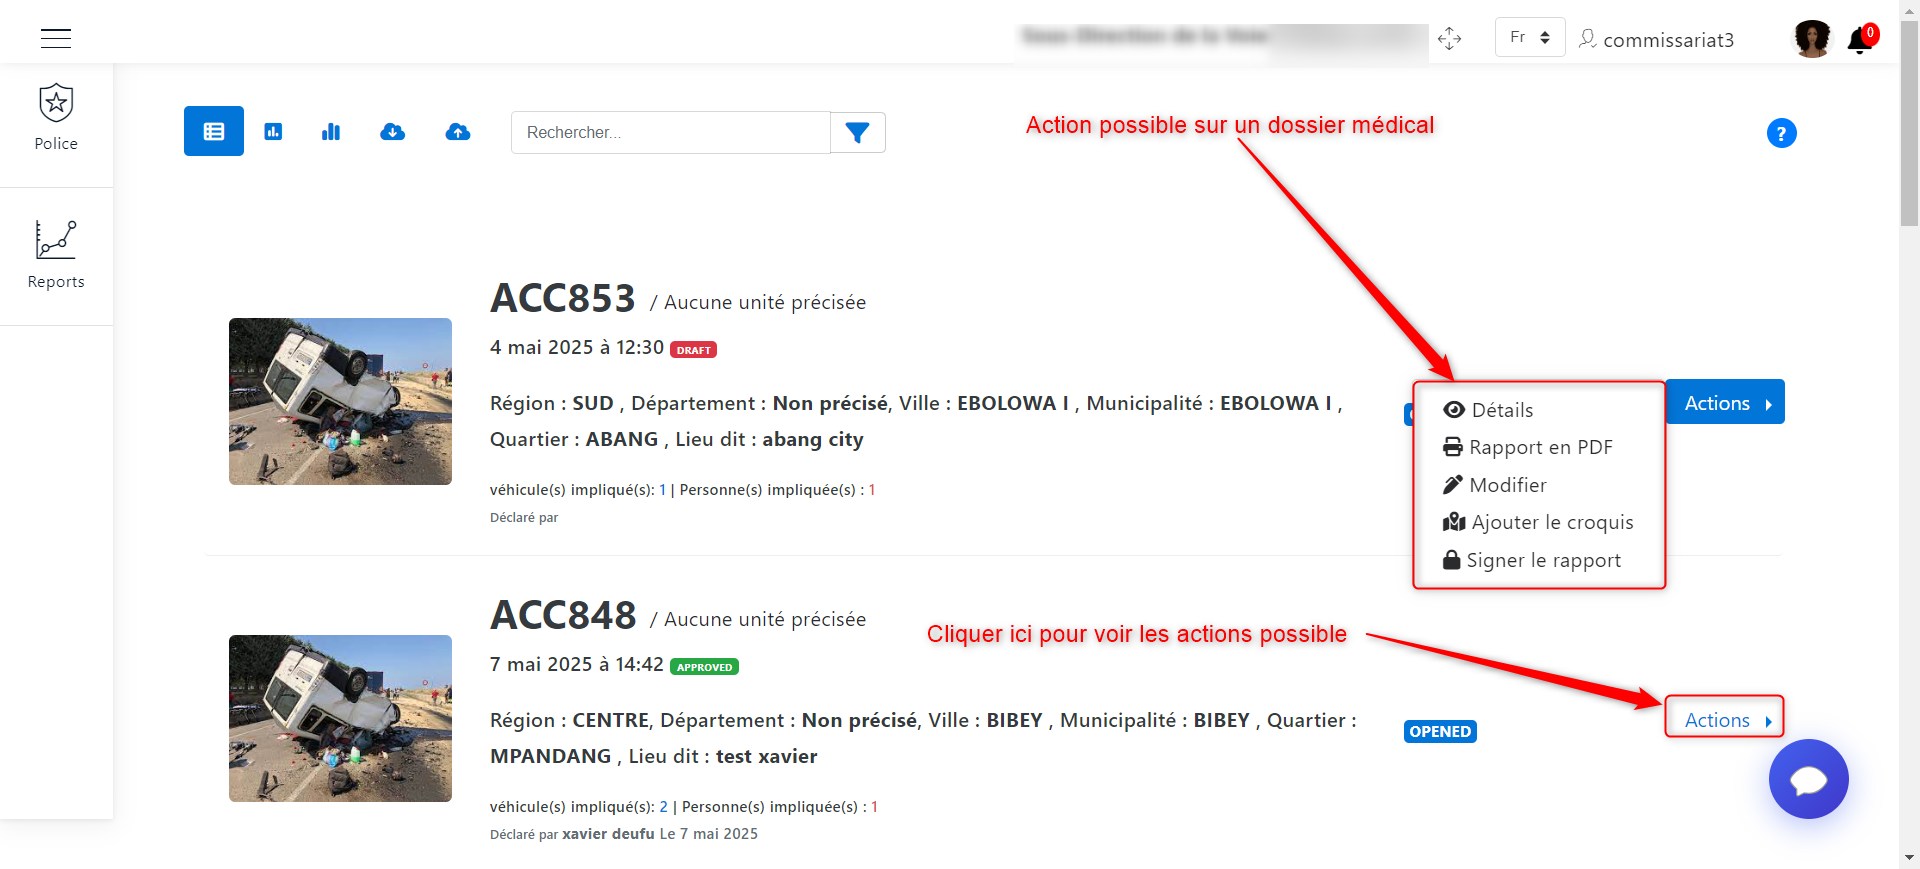 Fr
commissariat3
0
Police
Reports
Rechercher...
Action possible sur un dossier médical
?
ACC853 / Aucune unité précisée
4 mai 2025 à 12:30 DRAFT
Région : SUD , Département : Non précisé, Ville : EBOLOWA I , Municipalité : EBOLOWA I ,
Quartier : ABANG , Lieu dit : abang city
véhicule(s) impliqué(s): 1 | Personne(s) impliquée(s) : 1
Déclaré par
Actions
Détails
Rapport en PDF
Modifier
Ajouter le croquis
Signer le rapport
ACC848 / Aucune unité précisée
Cliquer ici pour voir les actions possible
7 mai 2025 à 14:42 APPROVED
Région : CENTRE, Département : Non précisé, Ville : BIBEY , Municipalité : BIBEY , Quartier :
MPANDANG , Lieu dit : test xavier
OPENED
Actions
véhicule(s) impliqué(s): 2 | Personne(s) impliquée(s) : 1
Déclaré par xavier deufu Le 7 mai 2025